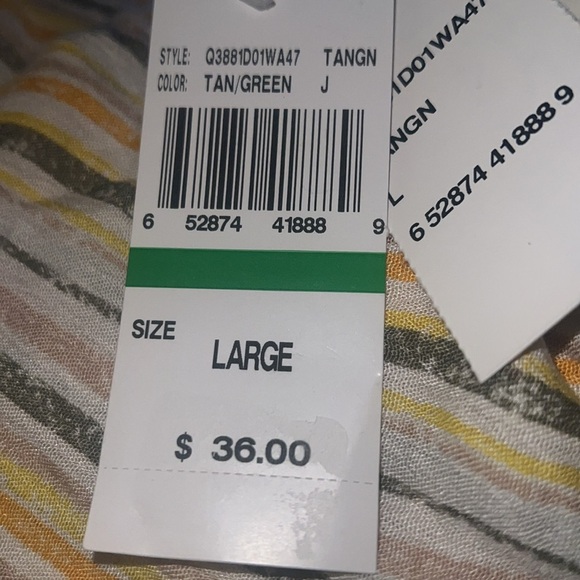 STYLE: Q3881D01WA47 TANGN
COLOR: TAN/GREEN J
6 52874 41888 9
SIZE LARGE
$ 36.00
1D01WA47
NGN
L
6 52874 41888 9